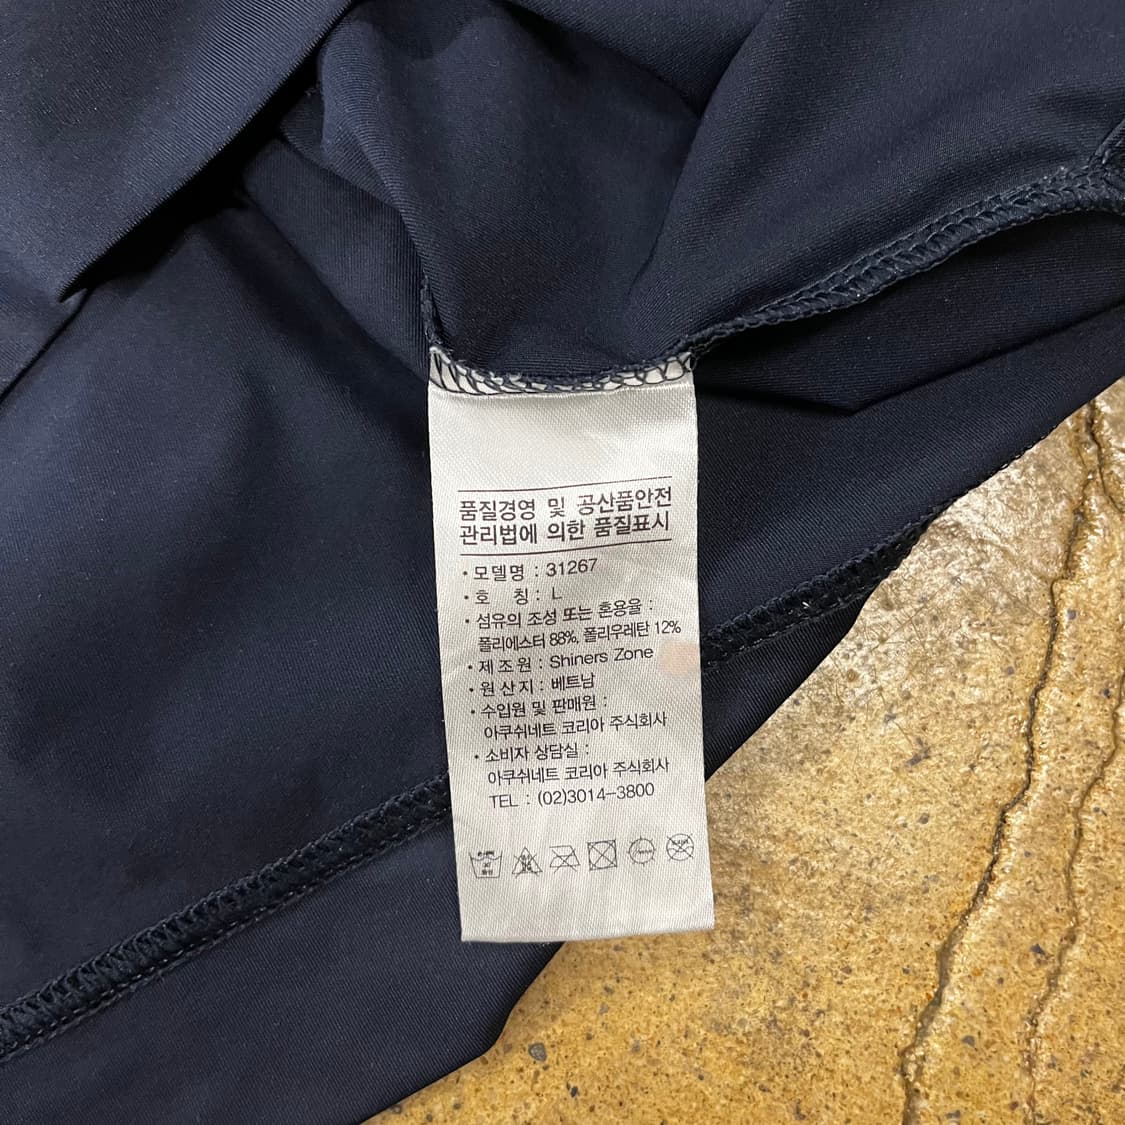 품질경영 및 공산품안전
관리법에 의한 품질표시
· 모델명 : 31267
· 호 칭 : L
· 섬유의 조성 또는 혼용율 :
폴리에스터 88%, 폴리우레탄 12%
· 제조원 : Shiners Zone
· 원산지 : 베트남
· 수입원 및 판매원 :
아쿠쉬네트 코리아 주식회사
· 소비자 상담실 :
아쿠쉬네트 코리아 주식회사
TEL : (02)3014-3800